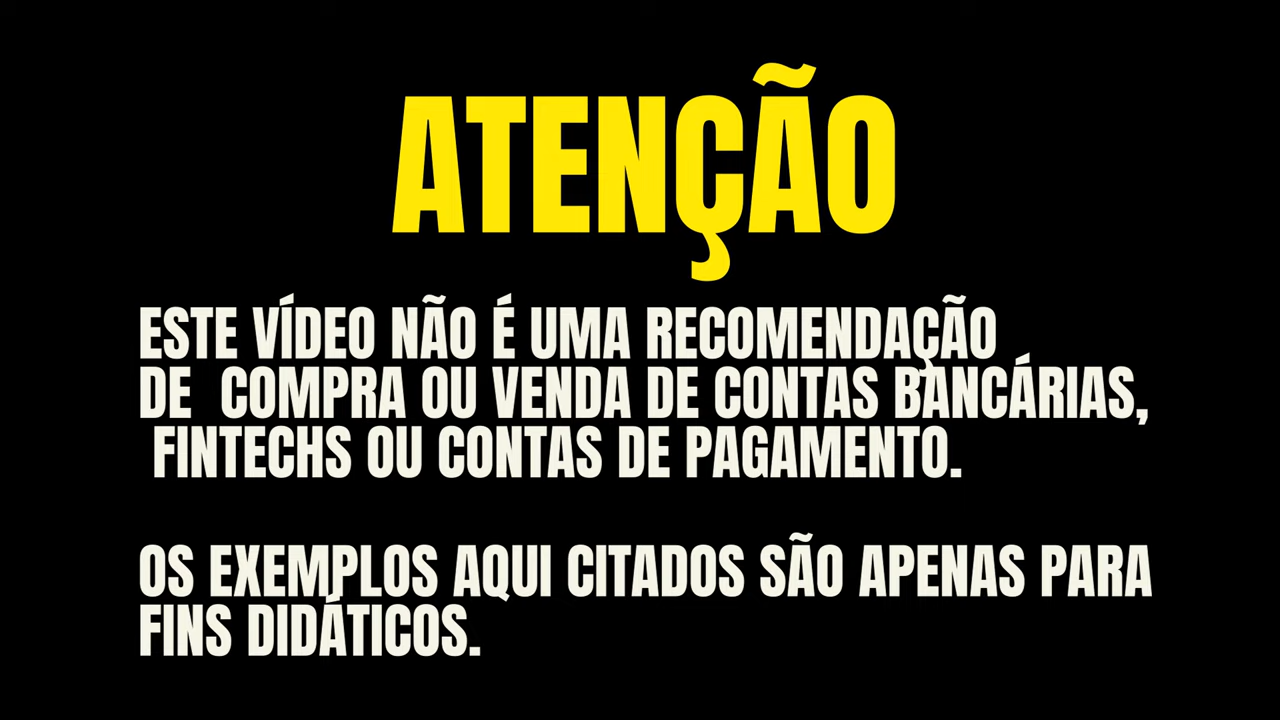 ATENÇÃO
ESTE VÍDEO NÃO É UMA RECOMENDAÇÃO
DE COMPRA OU VENDA DE CONTAS BANCÁRIAS,
FINTECHS OU CONTAS DE PAGAMENTO.
OS EXEMPLOS AQUI CITADOS SÃO APENAS PARA
FINS DIDÁTICOS.